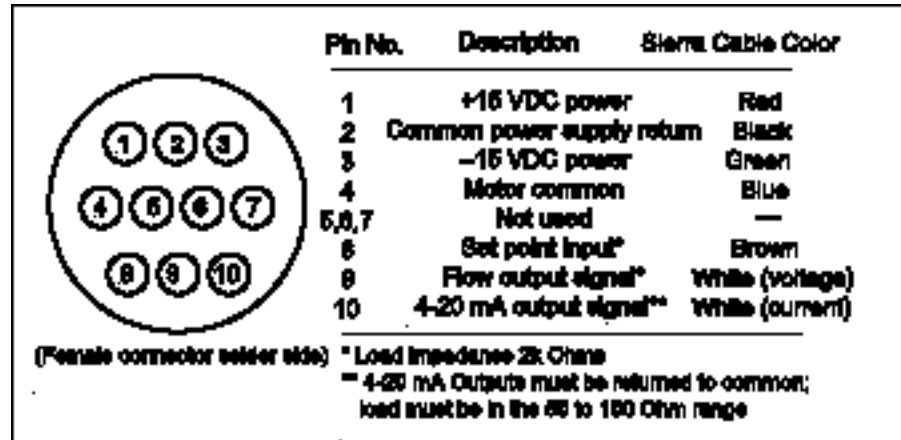 Pin No. Description Sierra Cable Color
1 +15 VDC power Red
2 Common power supply return Black
3 –15 VDC power Green
4 Motor common Blue
5,6,7 Not used —
8 Set point input* Brown
9 Flow output signal* White (voltage)
10 4-20 mA output signal** White (current)
1 2 3
4 5 6 7
8 9 10
(Female connector solder side)
* Load Impedance 2k Ohms
** 4-20 mA Outputs must be returned to common;
load must be in the to Ohm range